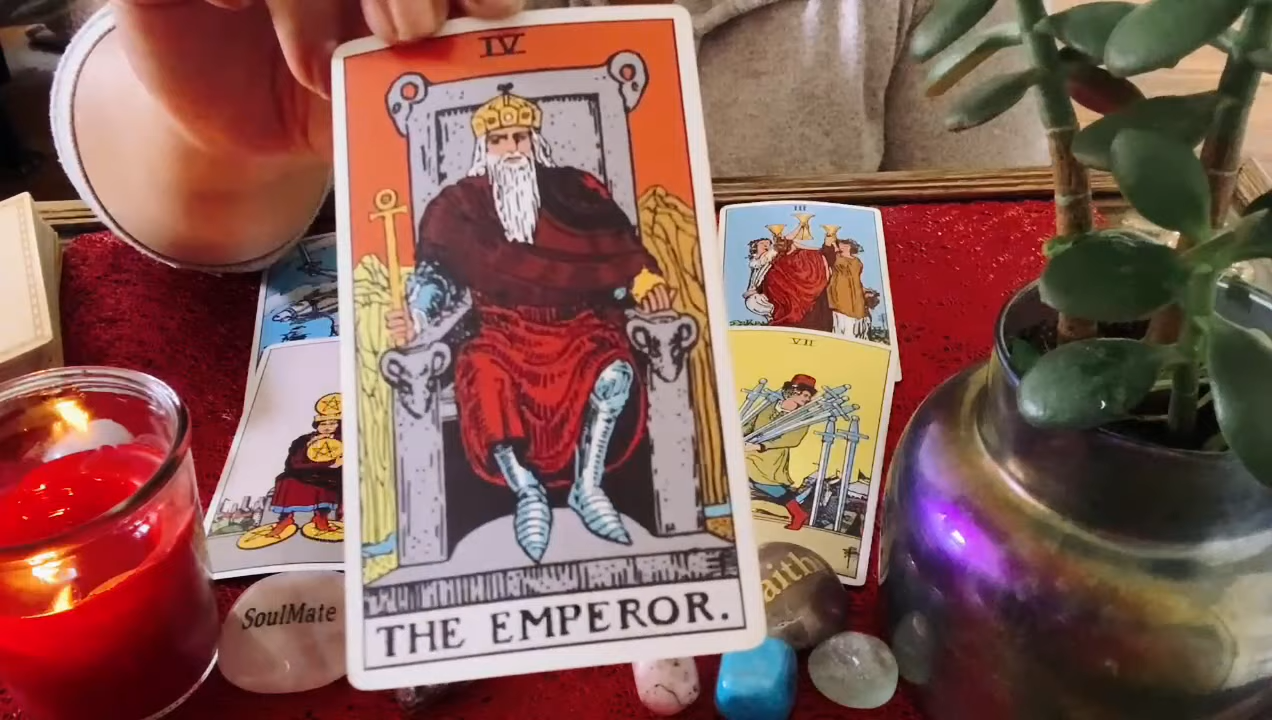 IV
III
VII
SoulMate
aith
THE EMPEROR.